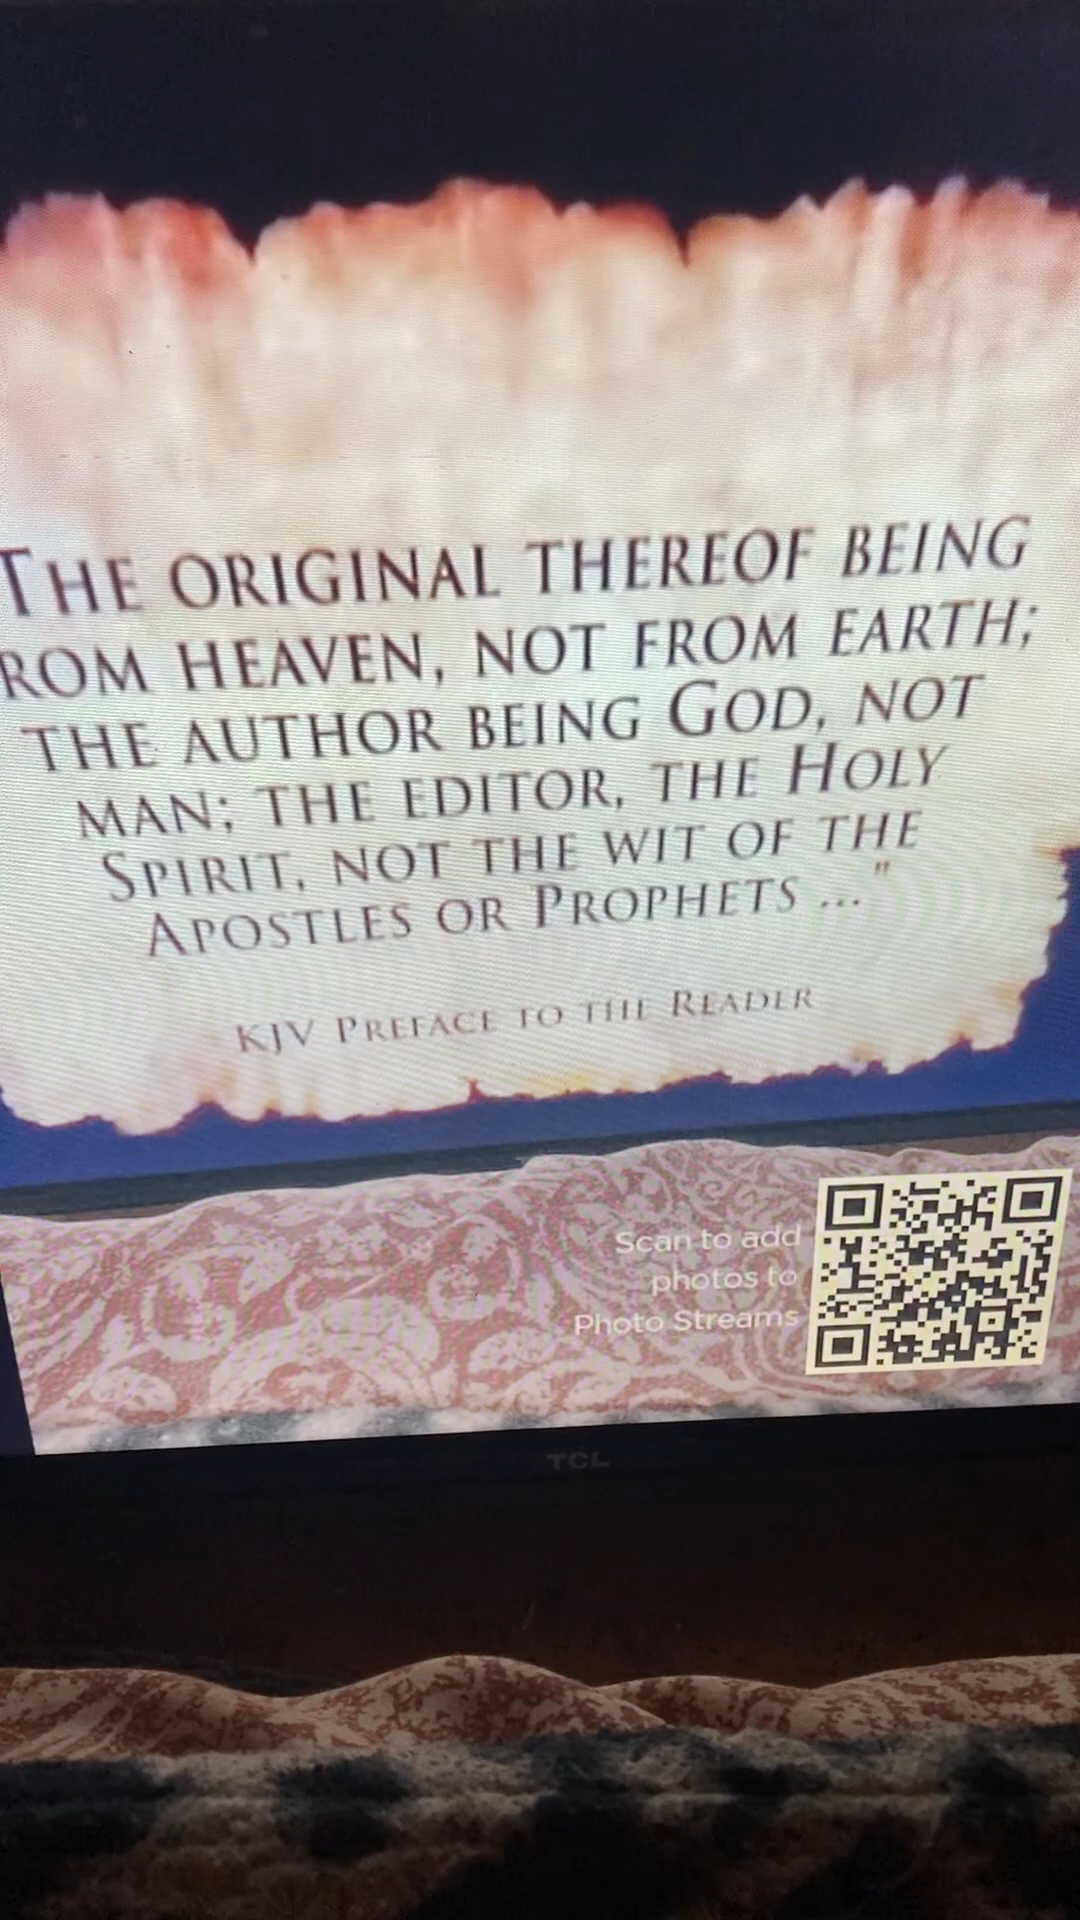 THE ORIGINAL THEREOF BEING
ROM HEAVEN, NOT FROM EARTH;
THE AUTHOR BEING GOD, NOT
MAN; THE EDITOR, THE HOLY
SPIRIT, NOT THE WIT OF THE
APOSTLES OR PROPHETS ..."
KJV PREFACE TO THE READER
Scan to add
photos to
Photo Streams
TCL